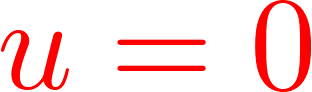 u = 0